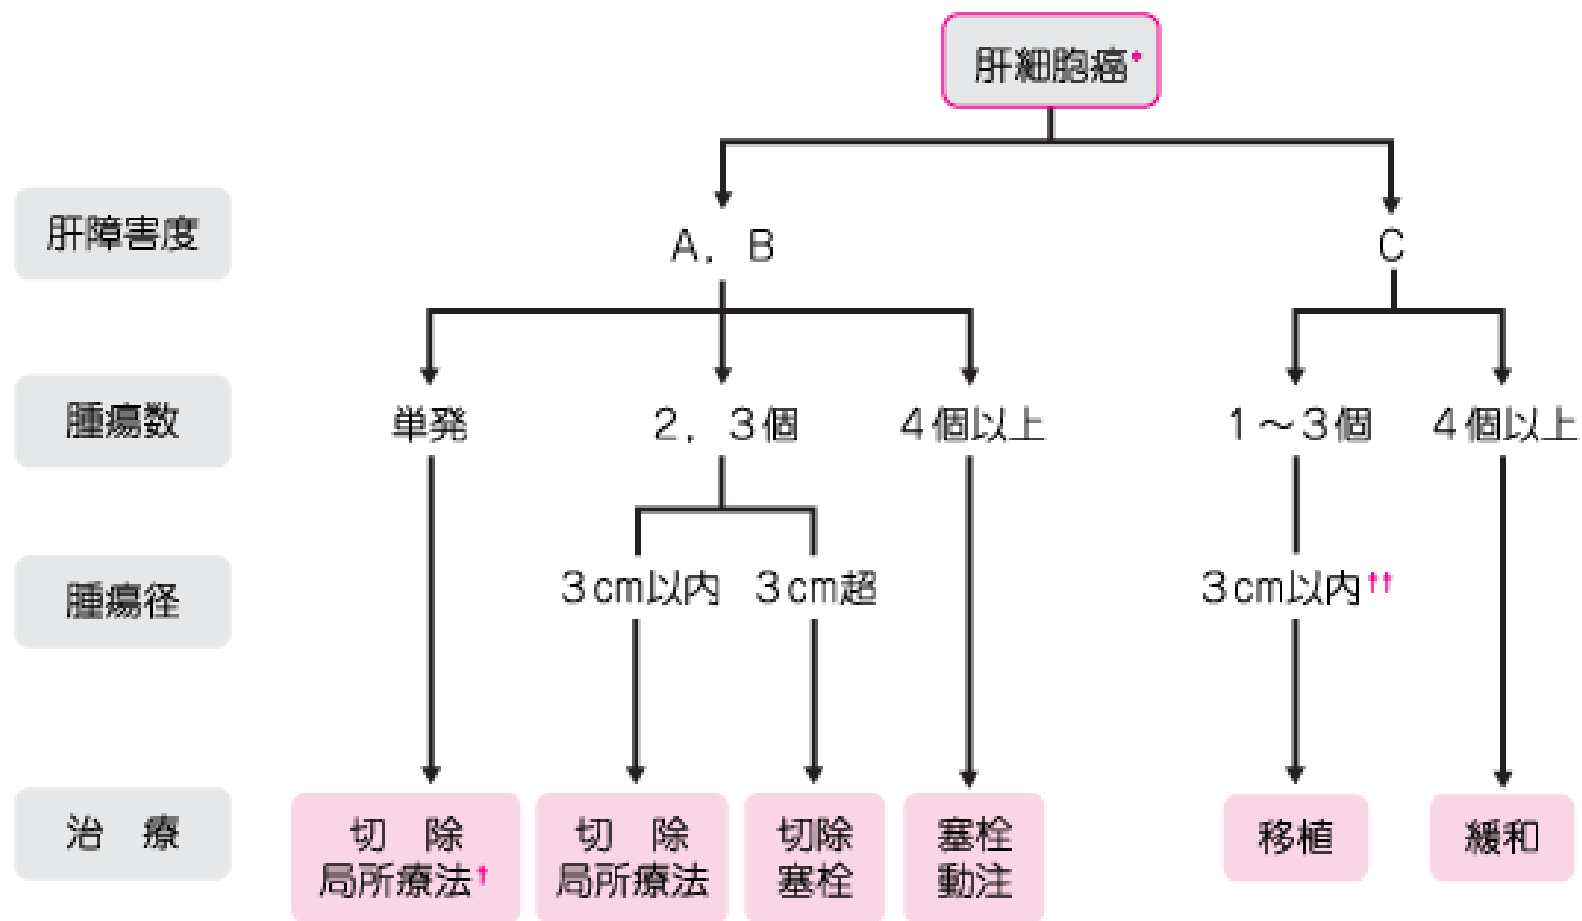 肝細胞癌*
肝障害度
A, B
C
腫瘍数
単発
2, 3個
4個以上
1～3個
4個以上
腫瘍径
3cm以内
3cm超
3cm以内††
治 療
切 除
局所療法†
切 除
局所療法
切除
塞栓
塞栓
動注
移植
緩和